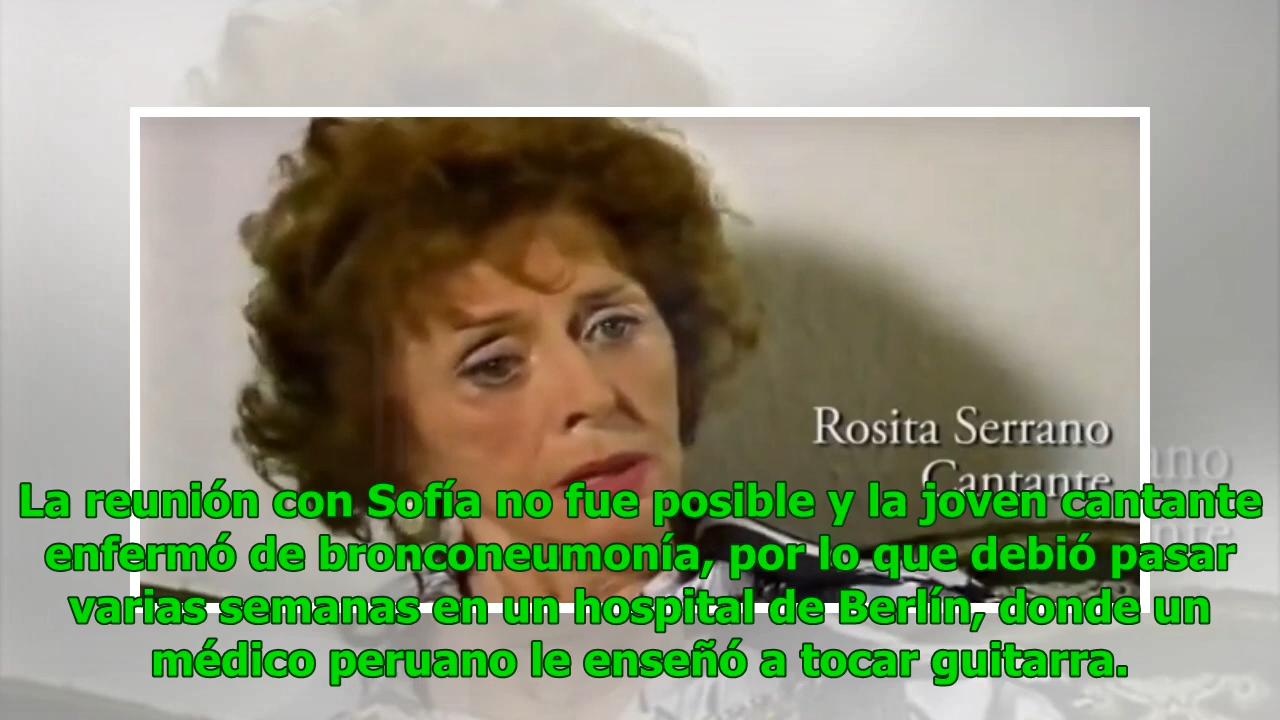 Rosita Serrano
Cantante
La reunión con Sofía no fue posible y la joven cantante
enfermó de bronconeumonía, por lo que debió pasar
varias semanas en un hospital de Berlín, donde un
médico peruano le enseñó a tocar guitarra.